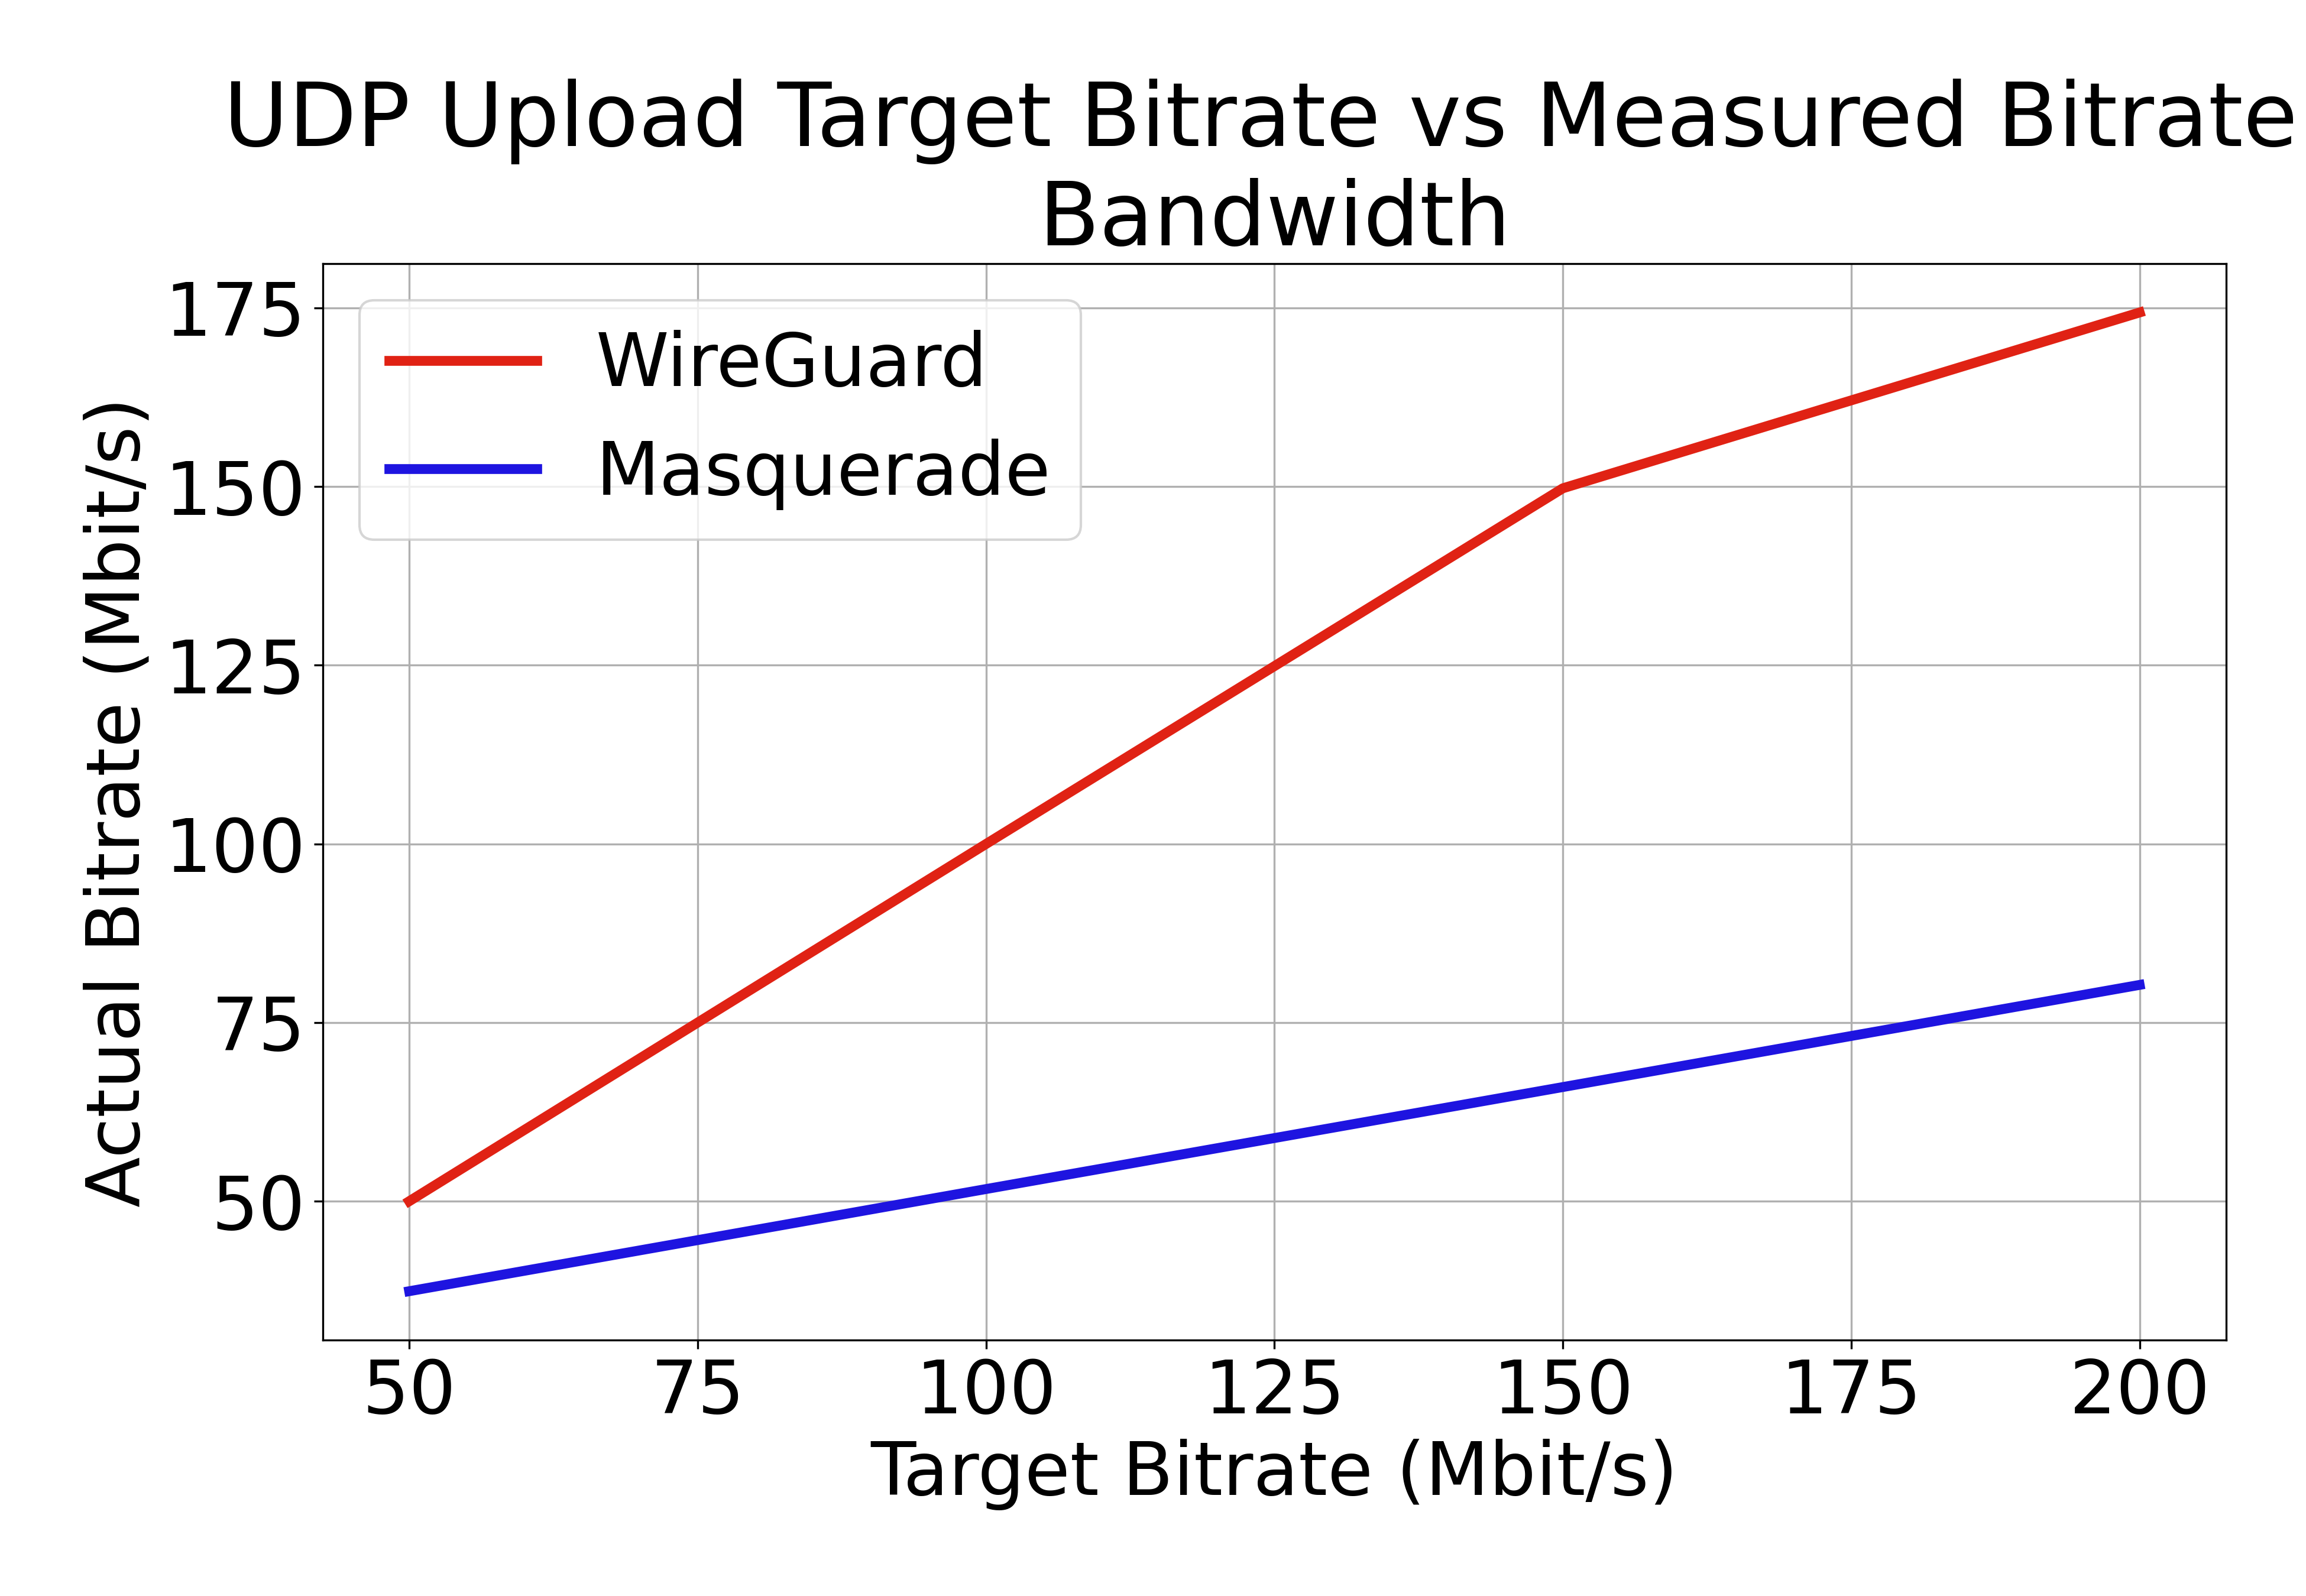 UDP Upload Target Bitrate vs Measured Bitrate
Bandwidth
175
150
125
100
75
50
Actual Bitrate (Mbit/s)
WireGuard
Masquerade
50 75 100 125 150 175 200
Target Bitrate (Mbit/s)